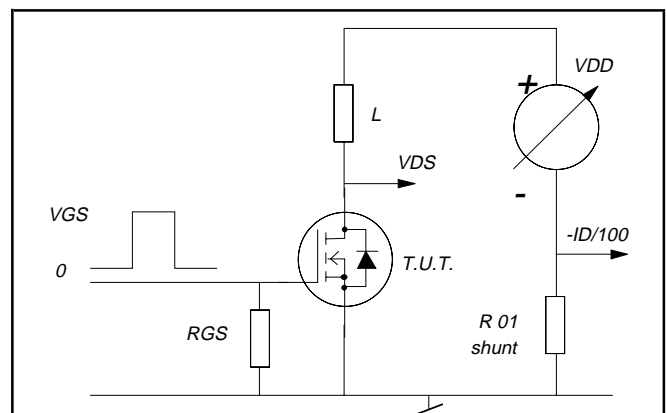 +
VDD
L
VDS
-
VGS
-ID/100
0
T.U.T.
RGS
R 01
shunt